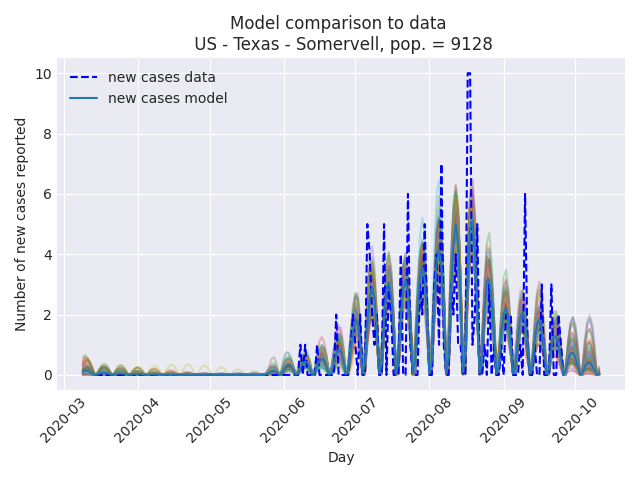 Model comparison to data
US - Texas - Somervell, pop. = 9128
new cases data
new cases model
Number of new cases reported
10
8
6
4
2
0
2020-03
2020-04
2020-05
2020-06
2020-07
2020-08
2020-09
2020-10
Day